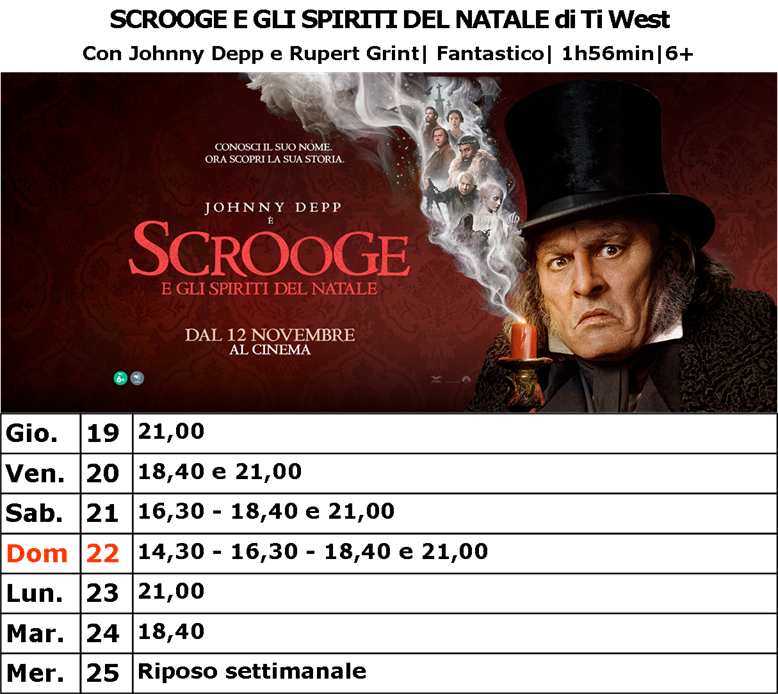 SCROOGE E GLI SPIRITI DEL NATALE di Ti West
Con Johnny Depp e Rupert Grint| Fantastico| 1h56min|6+
CONOSCI IL SUO NOME.
ORA SCOPRI LA SUA STORIA.
JOHNNY DEPP
È
SCROOGE
E GLI SPIRITI DEL NATALE
DAL 12 NOVEMBRE
AL CINEMA
6+
Gio. 19 21,00
Ven. 20 18,40 e 21,00
Sab. 21 16,30 - 18,40 e 21,00
Dom 22 14,30 - 16,30 - 18,40 e 21,00
Lun. 23 21,00
Mar. 24 18,40
Mer. 25 Riposo settimanale